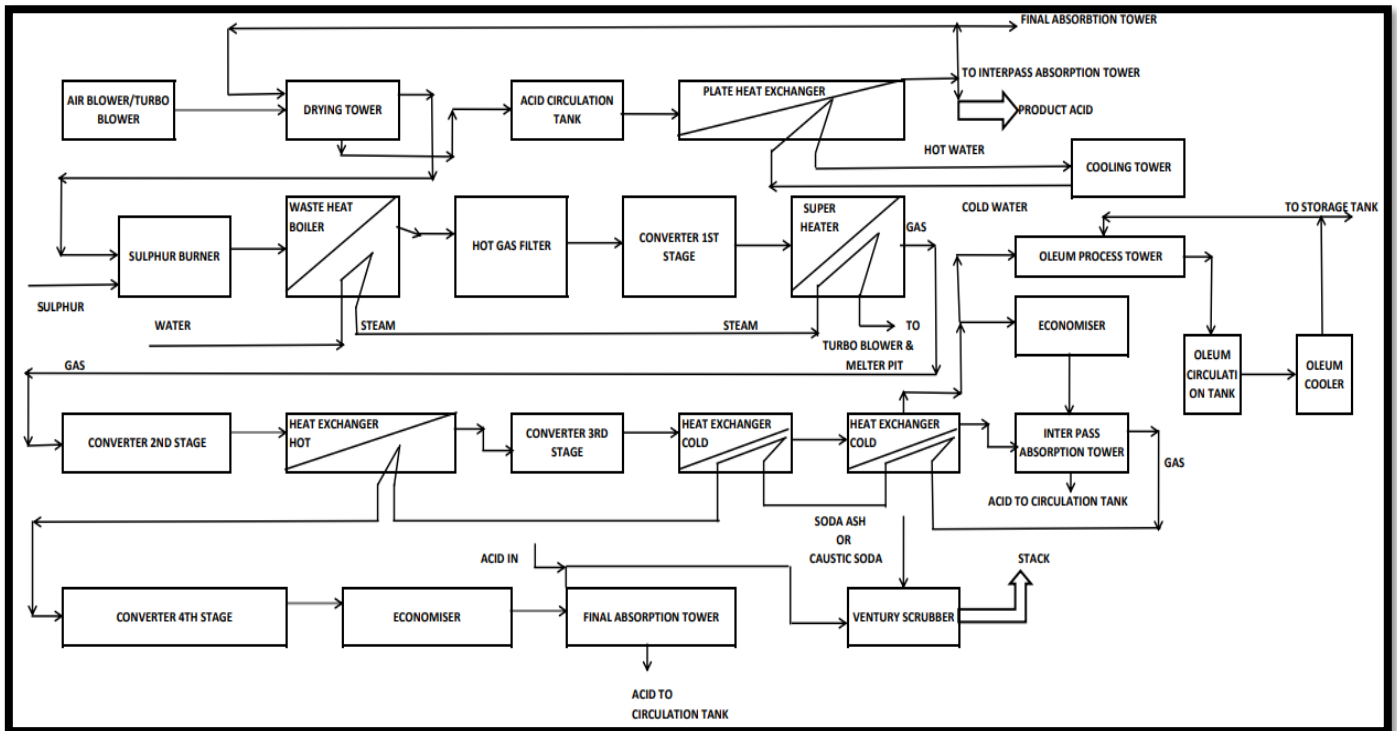 FINAL ABSORBTION TOWER
AIR BLOWER/TURBO
BLOWER
DRYING TOWER
ACID CIRCULATION
TANK
PLATE HEAT EXCHANGER
TO INTERPASS ABSORPTION TOWER
PRODUCT ACID
HOT WATER
COOLING TOWER
COLD WATER
TO STORAGE TANK
SULPHUR BURNER
WASTE HEAT
BOILER
HOT GAS FILTER
CONVERTER 1ST
STAGE
SUPER
HEATER
GAS
OLEUM PROCESS TOWER
SULPHUR
WATER
STEAM
STEAM
TO
TURBO BLOWER &
MELTER PIT
ECONOMISER
OLEUM
CIRCULATI
ON TANK
OLEUM
COOLER
GAS
CONVERTER 2ND STAGE
HEAT EXCHANGER
HOT
CONVERTER 3RD
STAGE
HEAT EXCHANGER
COLD
HEAT EXCHANGER
COLD
INTER PASS
ABSORPTION TOWER
GAS
ACID TO CIRCULATION TANK
SODA ASH
OR
CAUSTIC SODA
ACID IN
STACK
CONVERTER 4TH STAGE
ECONOMISER
FINAL ABSORPTION TOWER
VENTURY SCRUBBER
ACID TO
CIRCULATION TANK